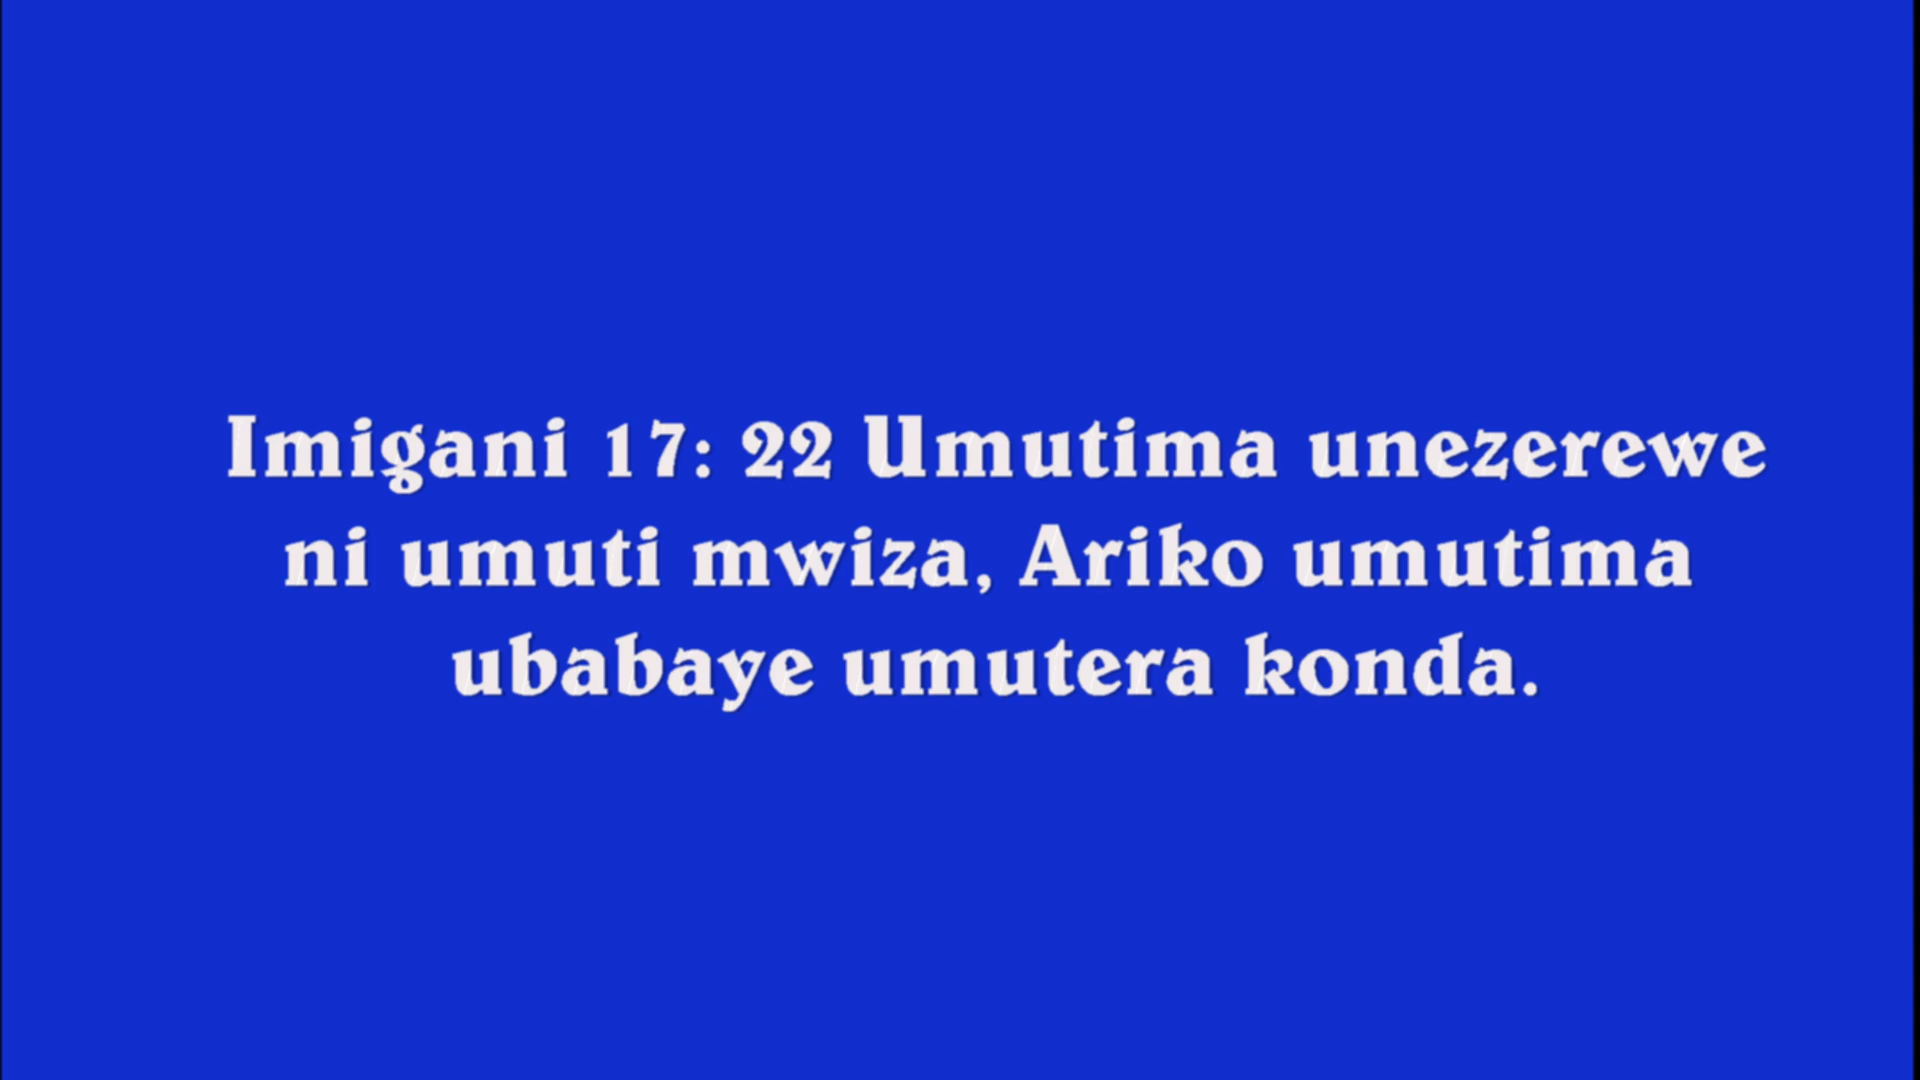 Imigani 17: 22 Umutima unezerewe
ni umuti mwiza, Ariko umutima
ubabaye umutera konda.